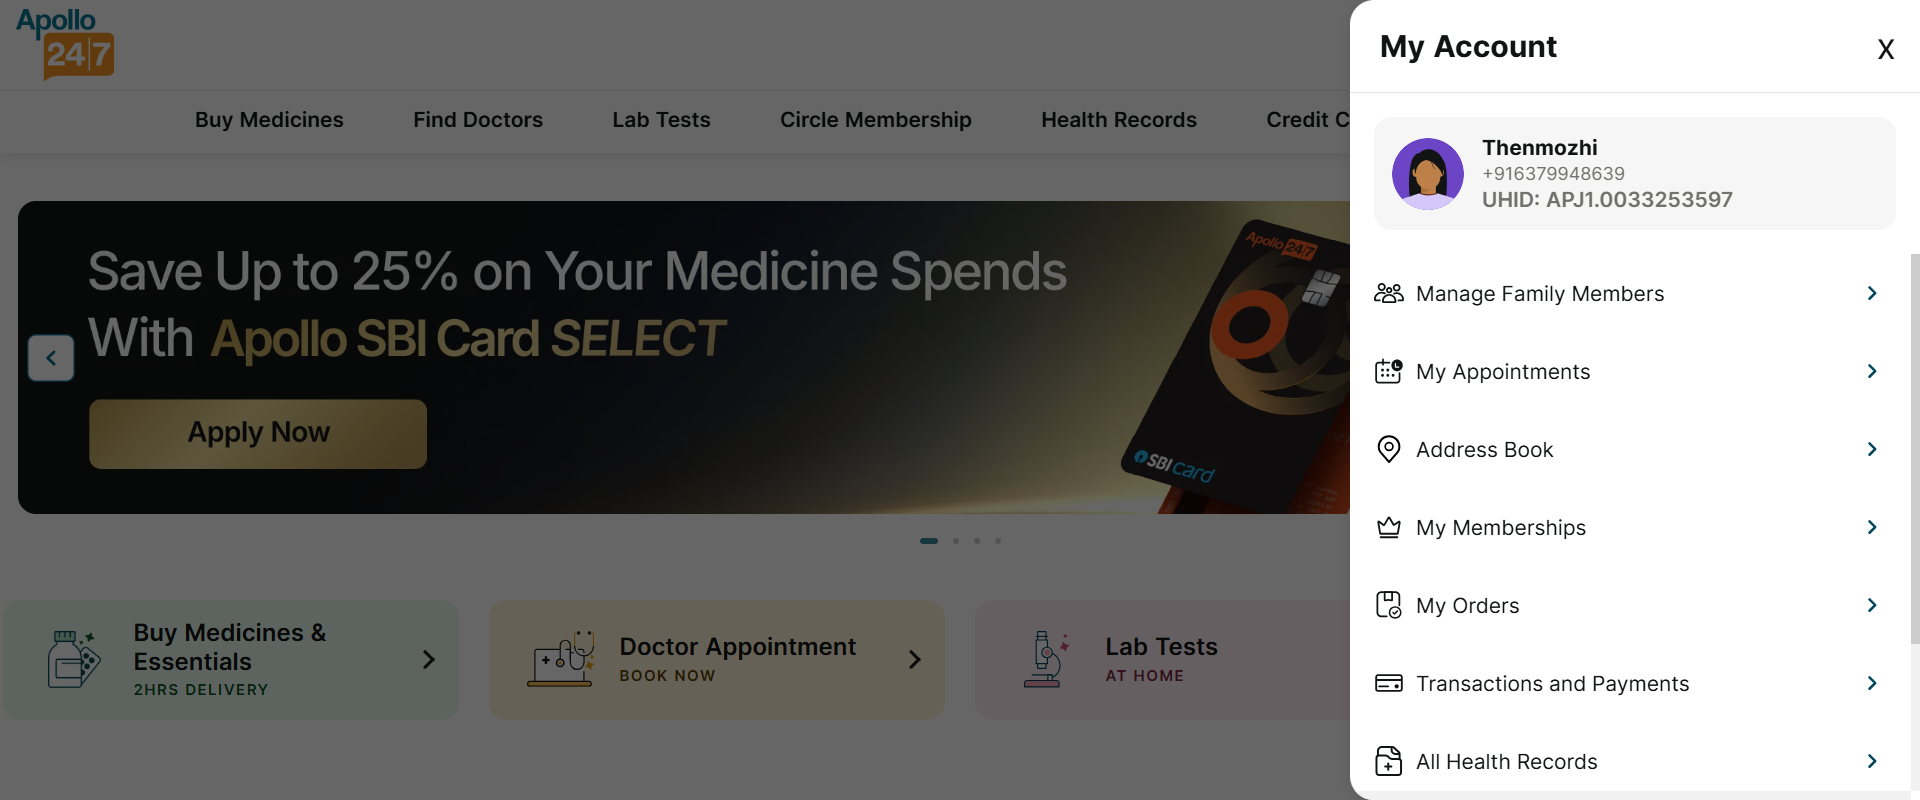 Apollo
24|7
Buy Medicines
Find Doctors
Lab Tests
Circle Membership
Health Records
Credit C
Save Up to 25% on Your Medicine Spends
With Apollo SBI Card SELECT
Apply Now
Apollo 24|7
SBI card
Buy Medicines &
Essentials
2HRS DELIVERY
Doctor Appointment
BOOK NOW
Lab Tests
AT HOME
My Account
X
Thenmozhi
+916379948639
UHID: APJ1.0033253597
Manage Family Members
My Appointments
Address Book
My Memberships
My Orders
Transactions and Payments
All Health Records